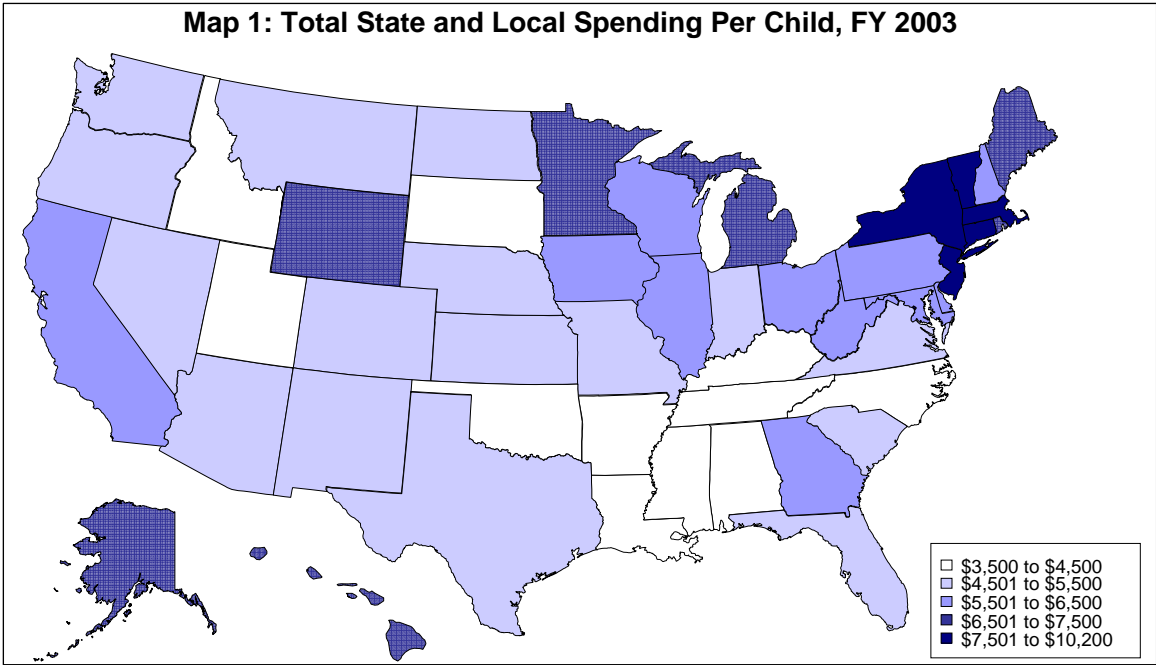 Map 1: Total State and Local Spending Per Child, FY 2003
$3,500 to $4,500
$4,501 to $5,500
$5,501 to $6,500
$6,501 to $7,500
$7,501 to $10,200